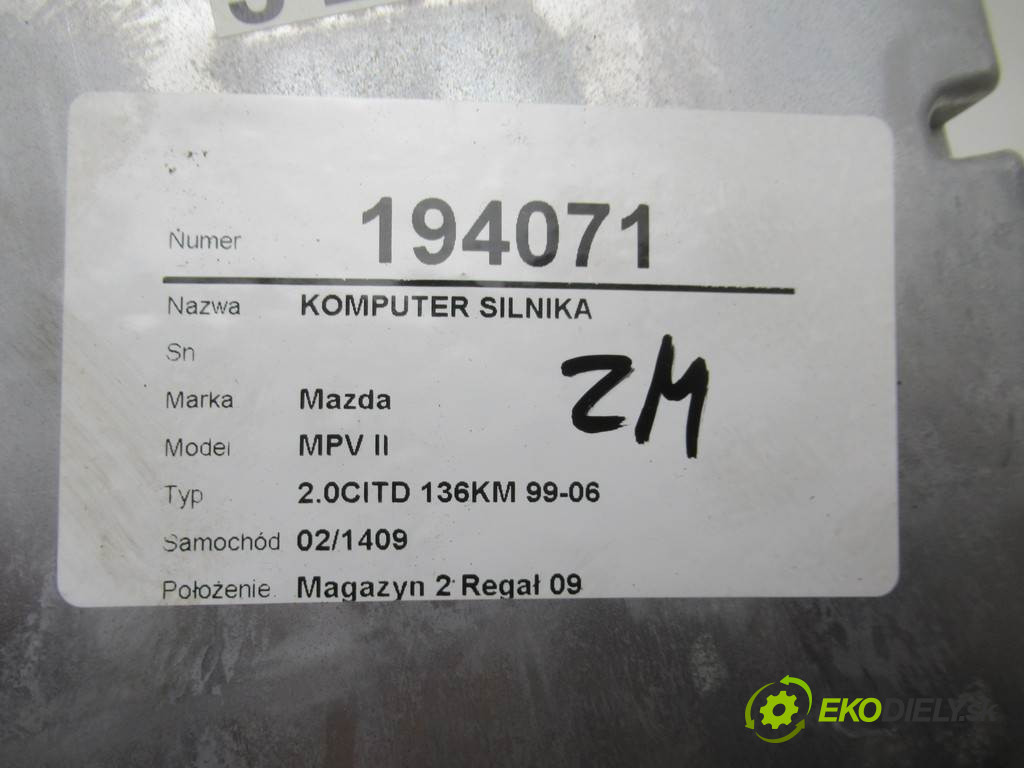 Numer 194071
Nazwa KOMPUTER SILNIKA
Sn
Marka Mazda
ZM
Model MPV II
Typ 2.0CITD 136KM 99-06
Samochód 02/1409
Położenie. Magazyn 2 Regał 09
EKODIELY.sk